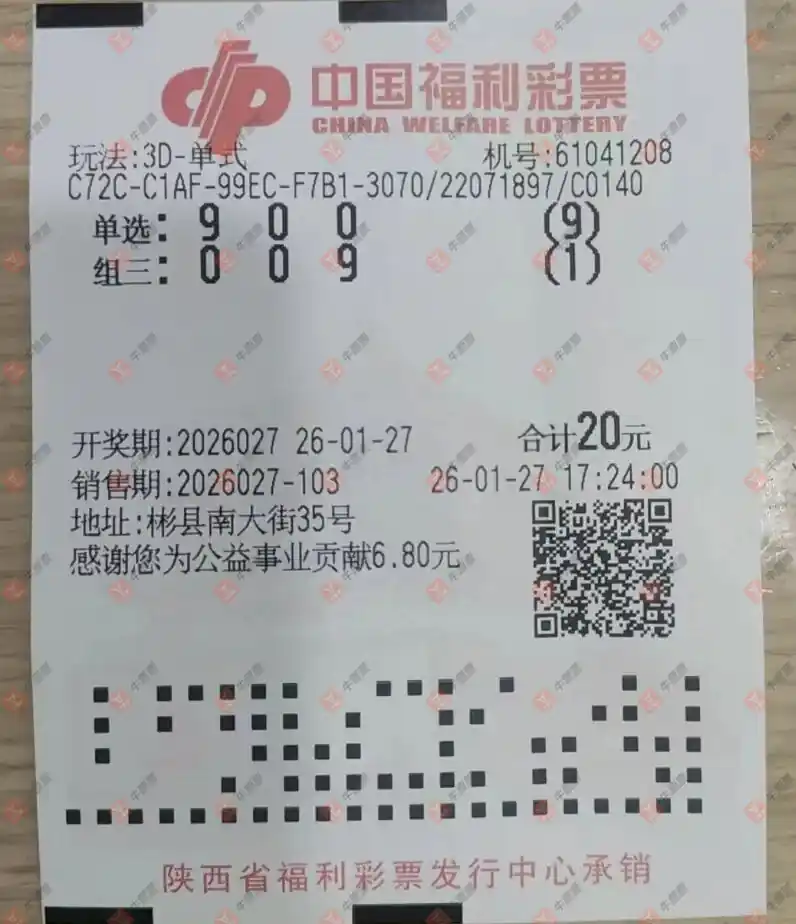 中国福利彩票
CHINA WELFARE LOTTERY
玩法:3D-单式 机号:61041208
C72C-C1AF-99EC-F7B1-3070/22071897/C0140
单选: 9 0 0 (9)
组三: 0 0 9 (1)
开奖期:2026027 26-01-27 合计20元
销售期:2026027-103 26-01-27 17:24:00
地址:彬县南大街35号
感谢您为公益事业贡献6.80元
陕西省福利彩票发行中心承销